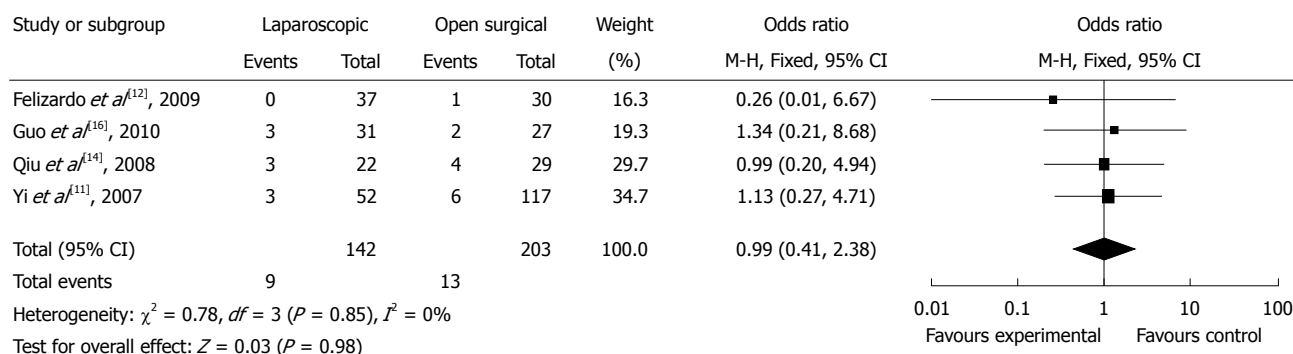 Study or subgroup Laparoscopic Open surgical Weight Odds ratio Odds ratio
Events Total Events Total (%) M-H, Fixed, 95% CI M-H, Fixed, 95% CI
Felizardo et al[12], 2009 0 37 1 30 16.3 0.26 (0.01, 6.67)
Guo et al[16], 2010 3 31 2 27 19.3 1.34 (0.21, 8.68)
Qiu et al[14], 2008 3 22 4 29 29.7 0.99 (0.20, 4.94)
Yi et al[11], 2007 3 52 6 117 34.7 1.13 (0.27, 4.71)
Total (95% CI) 142 203 100.0 0.99 (0.41, 2.38)
Total events 9 13
Heterogeneity: χ² = 0.78, df = 3 (P = 0.85), I² = 0%
Test for overall effect: Z = 0.03 (P = 0.98)
0.01 0.1 1 10 100
Favours experimental Favours control